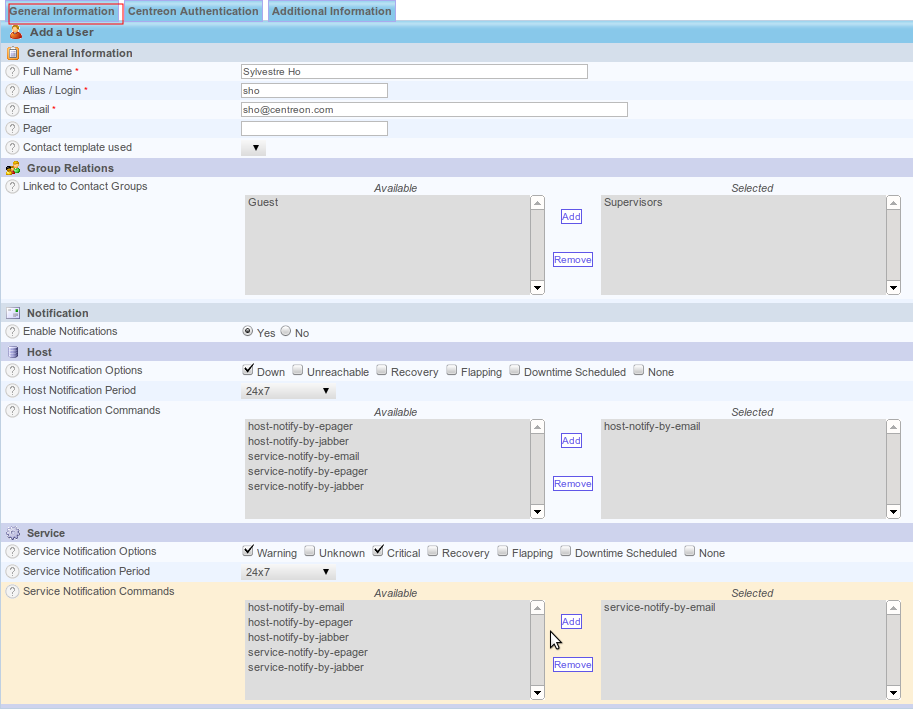 General Information Centreon Authentication Additional Information
Add a User
General Information
? Full Name * Sylvestre Ho
? Alias / Login * sho
? Email * sho@centreon.com
? Pager
? Contact template used
Group Relations
? Linked to Contact Groups Available Selected
Guest Add Supervisors
Remove
Notification
? Enable Notifications Yes No
Host
? Host Notification Options Down Unreachable Recovery Flapping Downtime Scheduled None
? Host Notification Period 24x7
? Host Notification Commands Available Selected
host-notify-by-epager host-notify-by-email
host-notify-by-jabber Add
service-notify-by-email
service-notify-by-epager
service-notify-by-jabber Remove
Service
? Service Notification Options Warning Unknown Critical Recovery Flapping Downtime Scheduled None
? Service Notification Period 24x7
? Service Notification Commands Available Selected
host-notify-by-email service-notify-by-email
host-notify-by-epager Add
host-notify-by-jabber
service-notify-by-epager
service-notify-by-jabber Remove